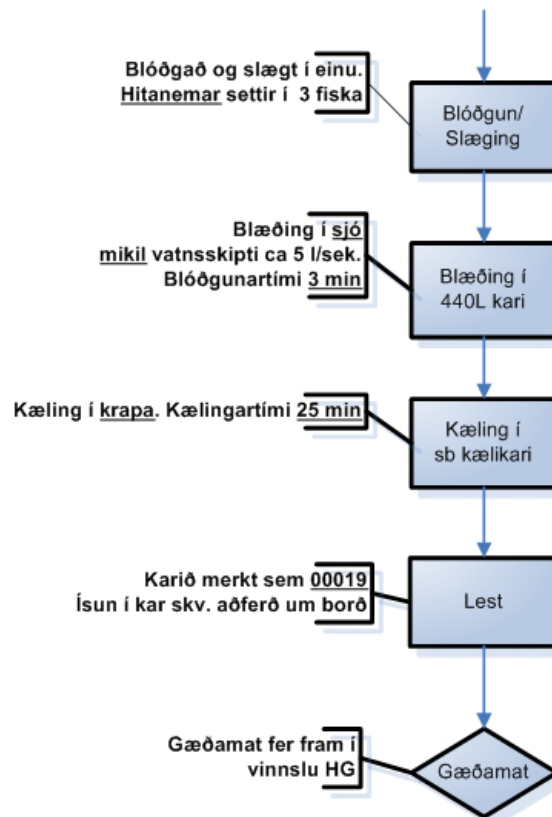 Blóðgað og slægt í einu.
Hitanemar settir í 3 fiska
Blóðgun/
Slæging
Blæðing í sjó
mikil vatnsskipti ca 5 l/sek.
Blóðgunartími 3 min
Blæðing í
440L kari
Kæling í krapa. Kælingartími 25 min
Kæling í
sb kælikari
Karið merkt sem 00019
Ísun í kar skv. aðferð um borð
Lest
Gæðamat fer fram í
vinnslu HG
Gæðamat